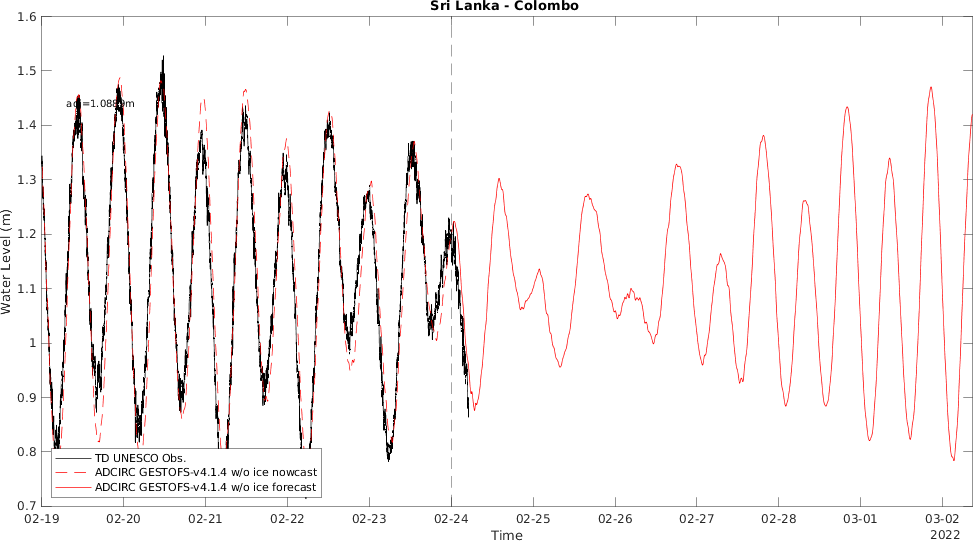 Sri Lanka - Colombo
1.6
1.5
1.4
1.3
1.2
1.1
1
0.9
0.8
0.7
Water Level (m)
TD UNESCO Obs.
ADCIRC GESTOFS-v4.1.4 w/o ice nowcast
ADCIRC GESTOFS-v4.1.4 w/o ice forecast
02-19 02-20 02-21 02-22 02-23 02-24 02-25 02-26 02-27 02-28 03-01 03-02
Time
2022